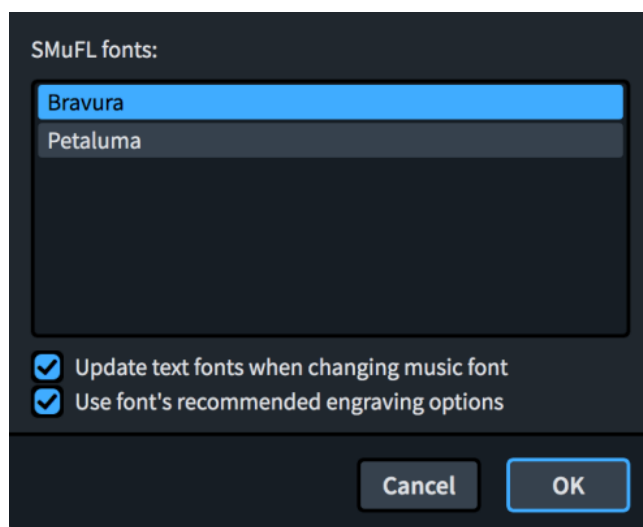 SMuFL fonts:
Bravura
Petaluma
Update text fonts when changing music font
Use font's recommended engraving options
Cancel OK